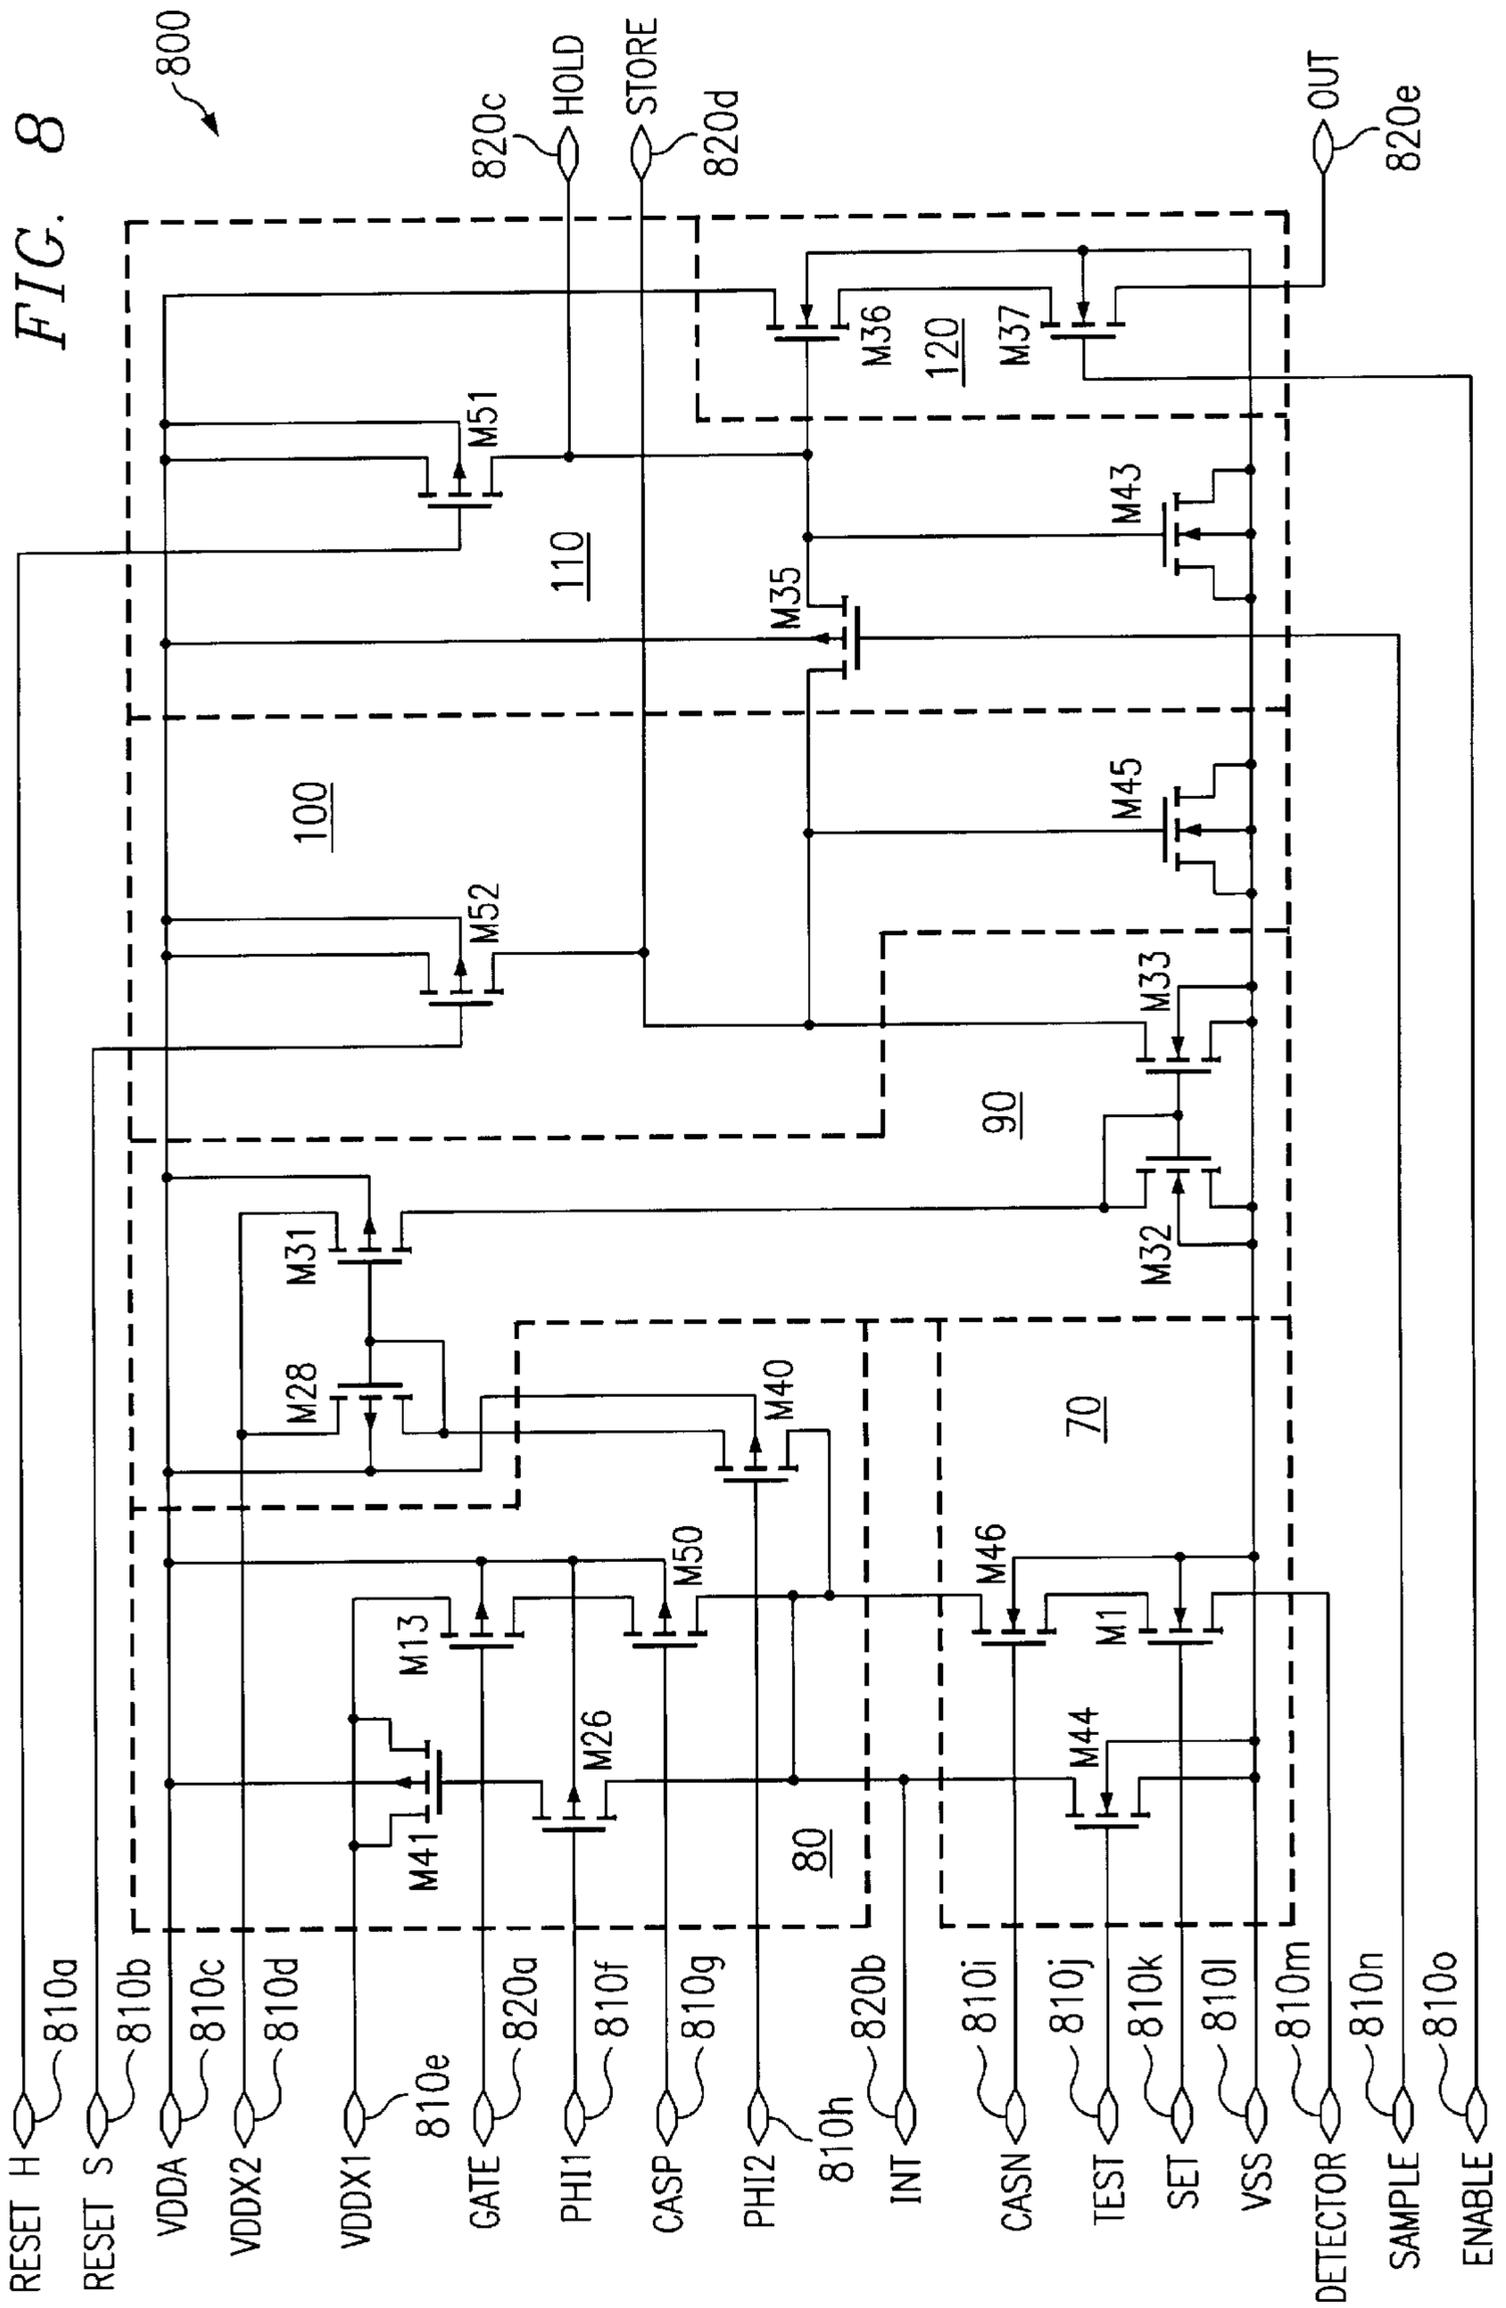 FIG. 8
800
RESET H
810a
RESET S
810b
VDDA
810c
VDDX2
810d
VDDX1
810e
GATE
820a
PHI1
810f
CASP
810g
PHI2
810h
INT
820b
CASN
810i
TEST
810j
SET
810k
VSS
810l
DETECTOR
810m
SAMPLE
810n
ENABLE
810o
M41
M13
M26
M50
80
M44
M46
M1
70
M28
M40
M31
M32
M33
90
M52
100
M45
M35
M51
110
M43
M36
120
M37
820c
HOLD
STORE
820d
OUT
820e